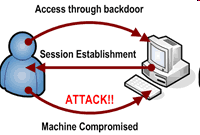 Access through backdoor
Session Establishment
ATTACK!!
Machine Compromised